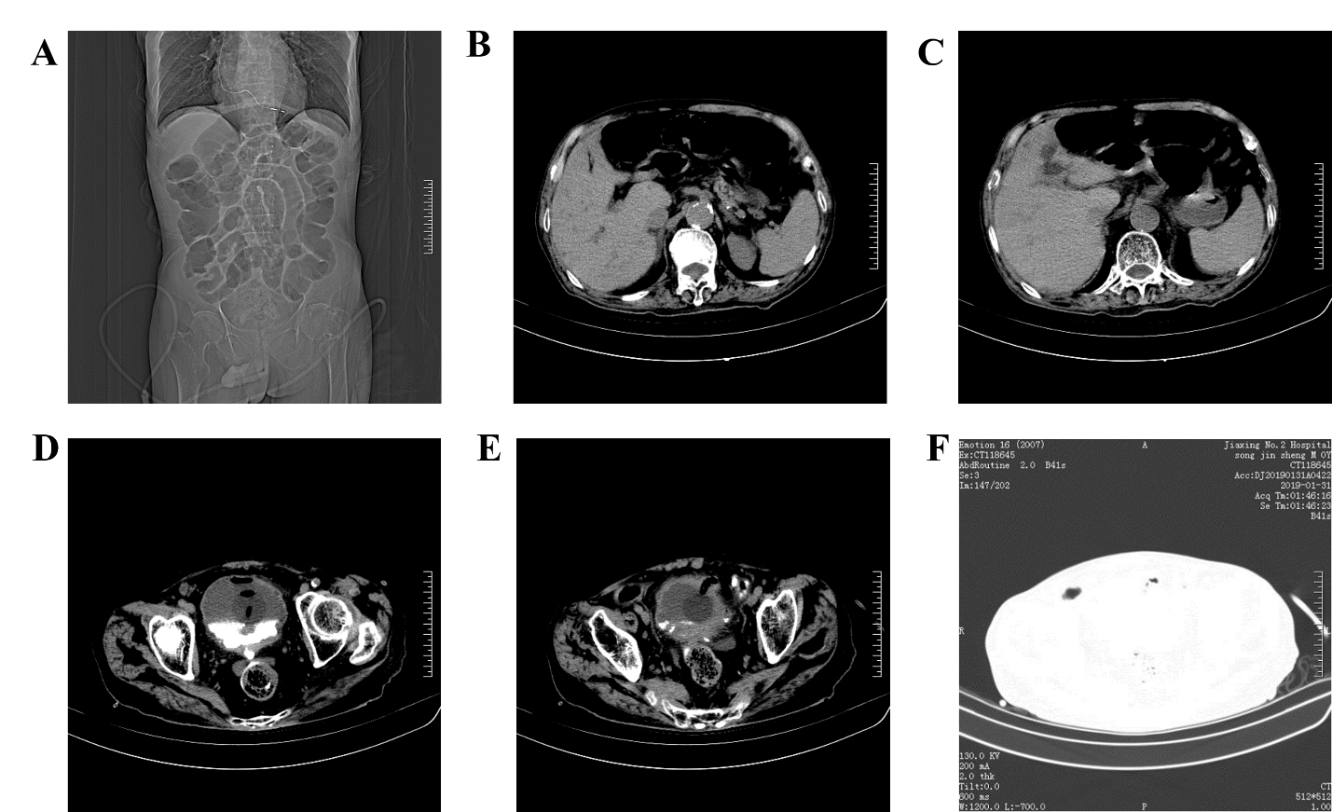 A
B
C
D
E
F
Emotion 16 (2007)
Ex:CT118645
AbdRoutine 2.0 B41s
Se:3
Im:147/202
A
Jiaxing No.2 Hospital
song jin sheng M 0Y
CT118645
Acc:DJ20190131A0422
2019-01-31
Acq Tm:01:46:16
Se Tm:01:46:23
B41s
R
130.0 KV
200 mA
2.0 thk
Tilt:0.0
600 ms
W:1200.0 L:-700.0
P
CT
512*512
1.00